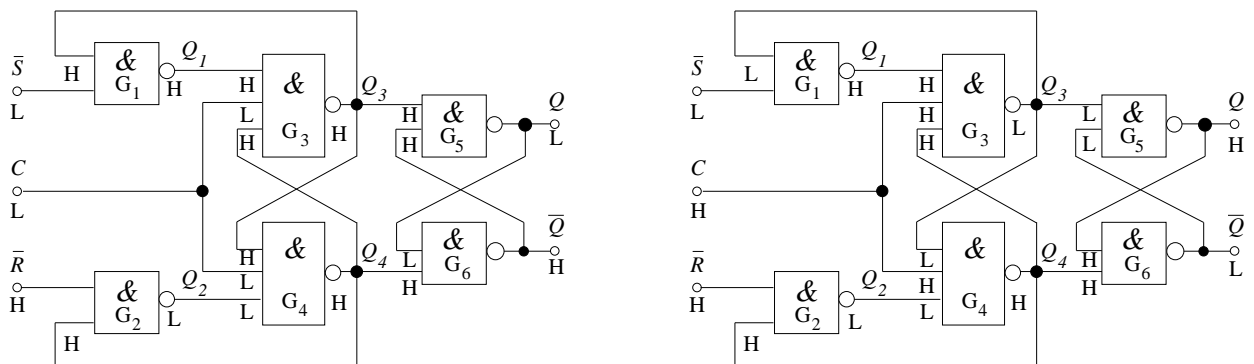 S̅ H & G1 Q1 H & G3 Q3 H & G5 Q
L H H L H H H L
C
L
R̅ H & G2 Q2 L H L L & G4 Q4 H L H & G6 Q̅
H H H
S̅ L & G1 Q1 H & G3 Q3 L & G5 Q
L H H H L L L H
C
H
R̅ H & G2 Q2 L L H L & G4 Q4 H H H & G6 Q̅
H H L